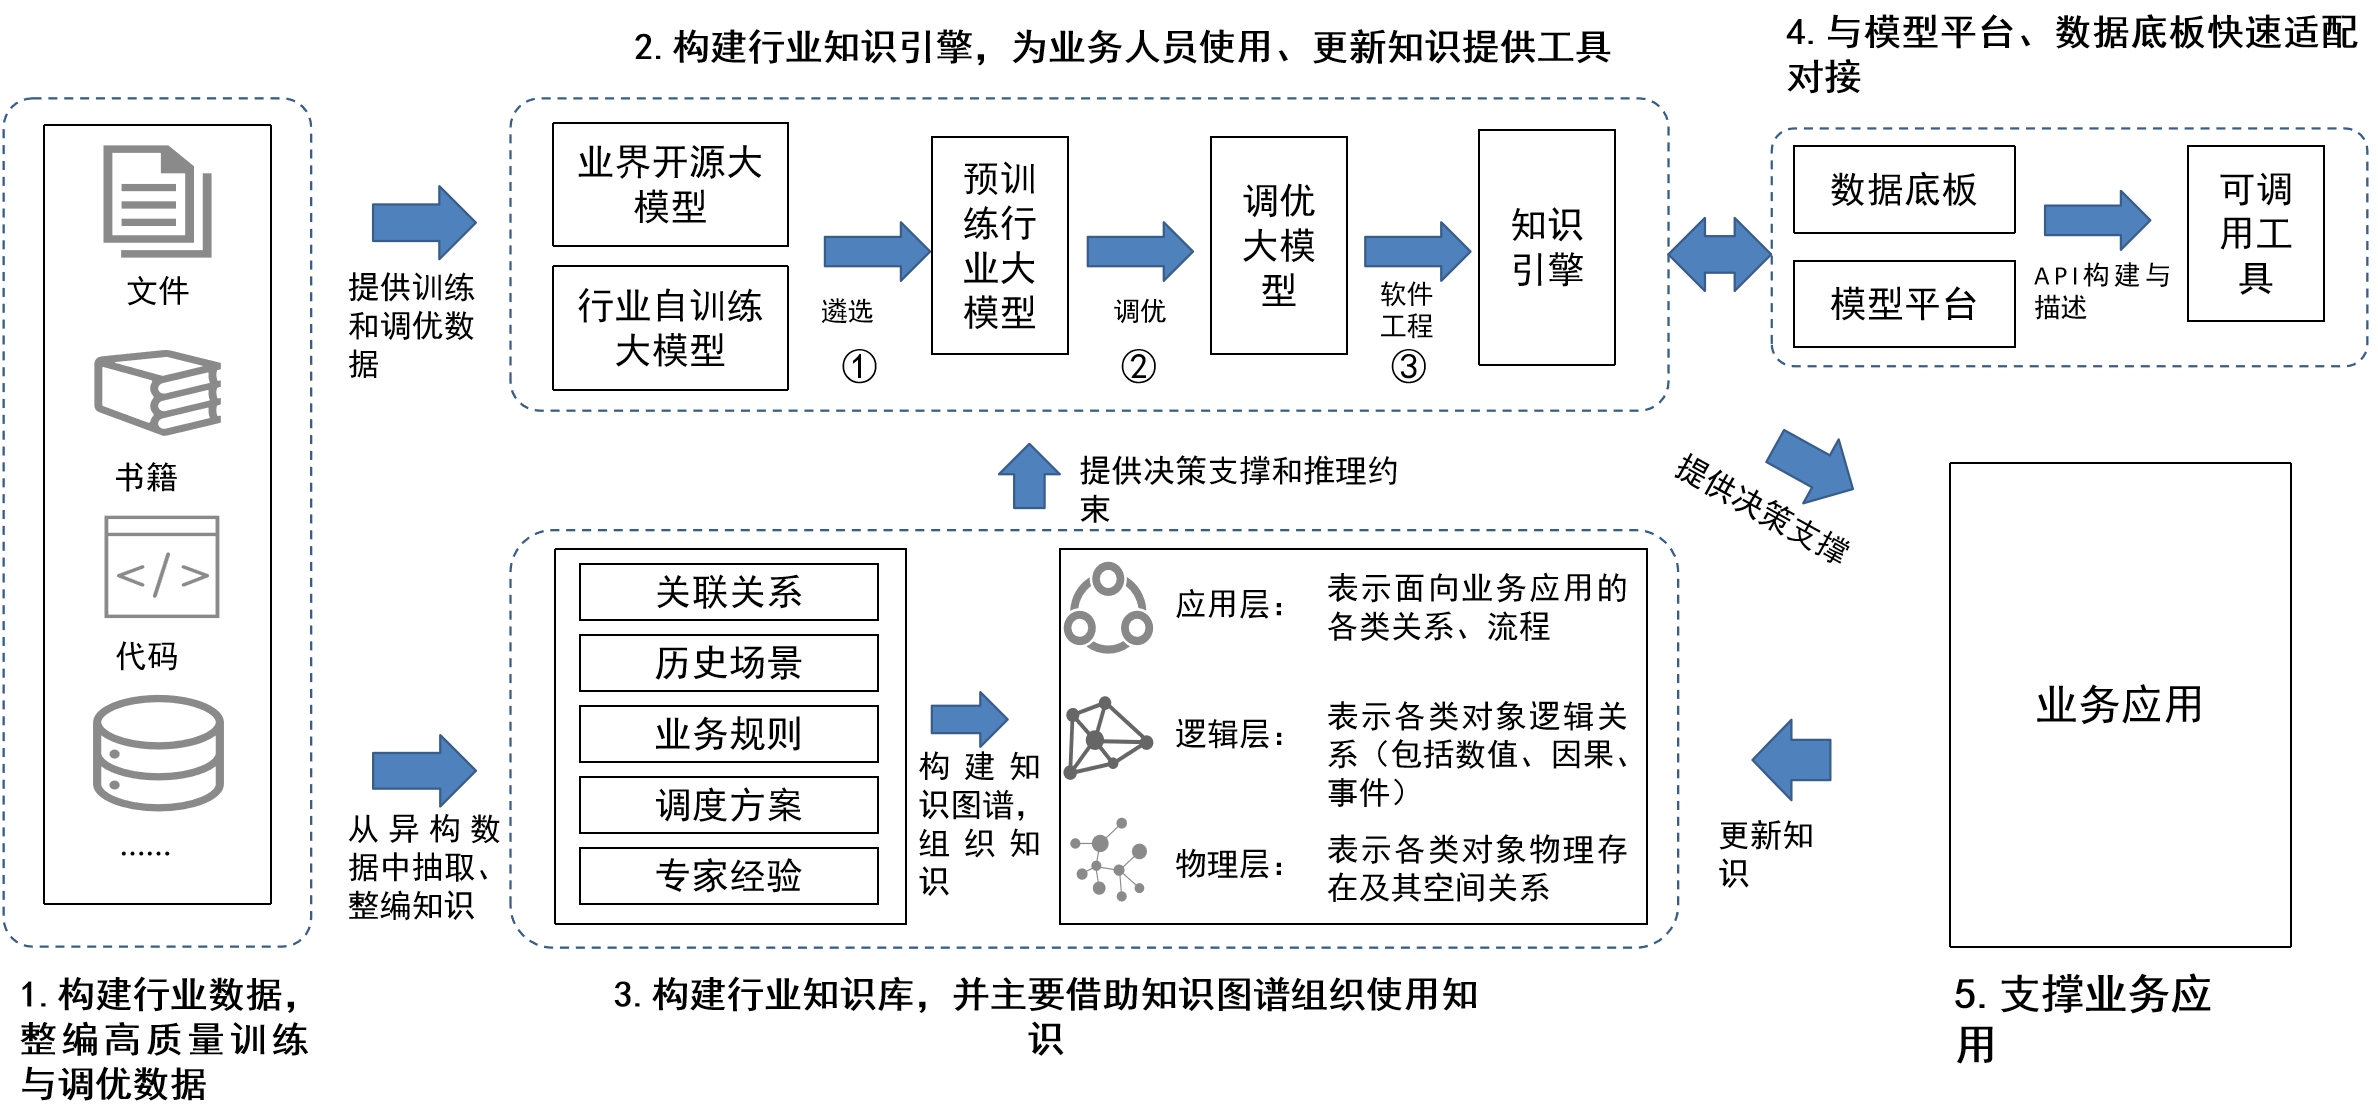 2. 构建行业知识引擎，为业务人员使用、更新知识提供工具
4. 与模型平台、数据底板快速适配
对接
文件
书籍
代码
......
提供训练
和调优数
据
从异构数
据中抽取、
整编知识
1. 构建行业数据，
整编高质量训练
与调优数据
业界开源大
模型
行业自训练
大模型
遴选
①
预训
练行
业大
模型
调优
②
调优
大模
型
软件
工程
③
知识
引擎
数据底板
模型平台
API构建与
描述
可调
用工
具
提供决策支撑和推理约
束
提供决策支撑
关联关系
历史场景
业务规则
调度方案
专家经验
构建知
识图谱，
组织知
识
应用层：
表示面向业务应用的
各类关系、流程
逻辑层：
表示各类对象逻辑关
系（包括数值、因果、
事件）
物理层：
表示各类对象物理存
在及其空间关系
更新知
识
业务应用
3. 构建行业知识库，并主要借助知识图谱组织使用知
识
5. 支撑业务应
用